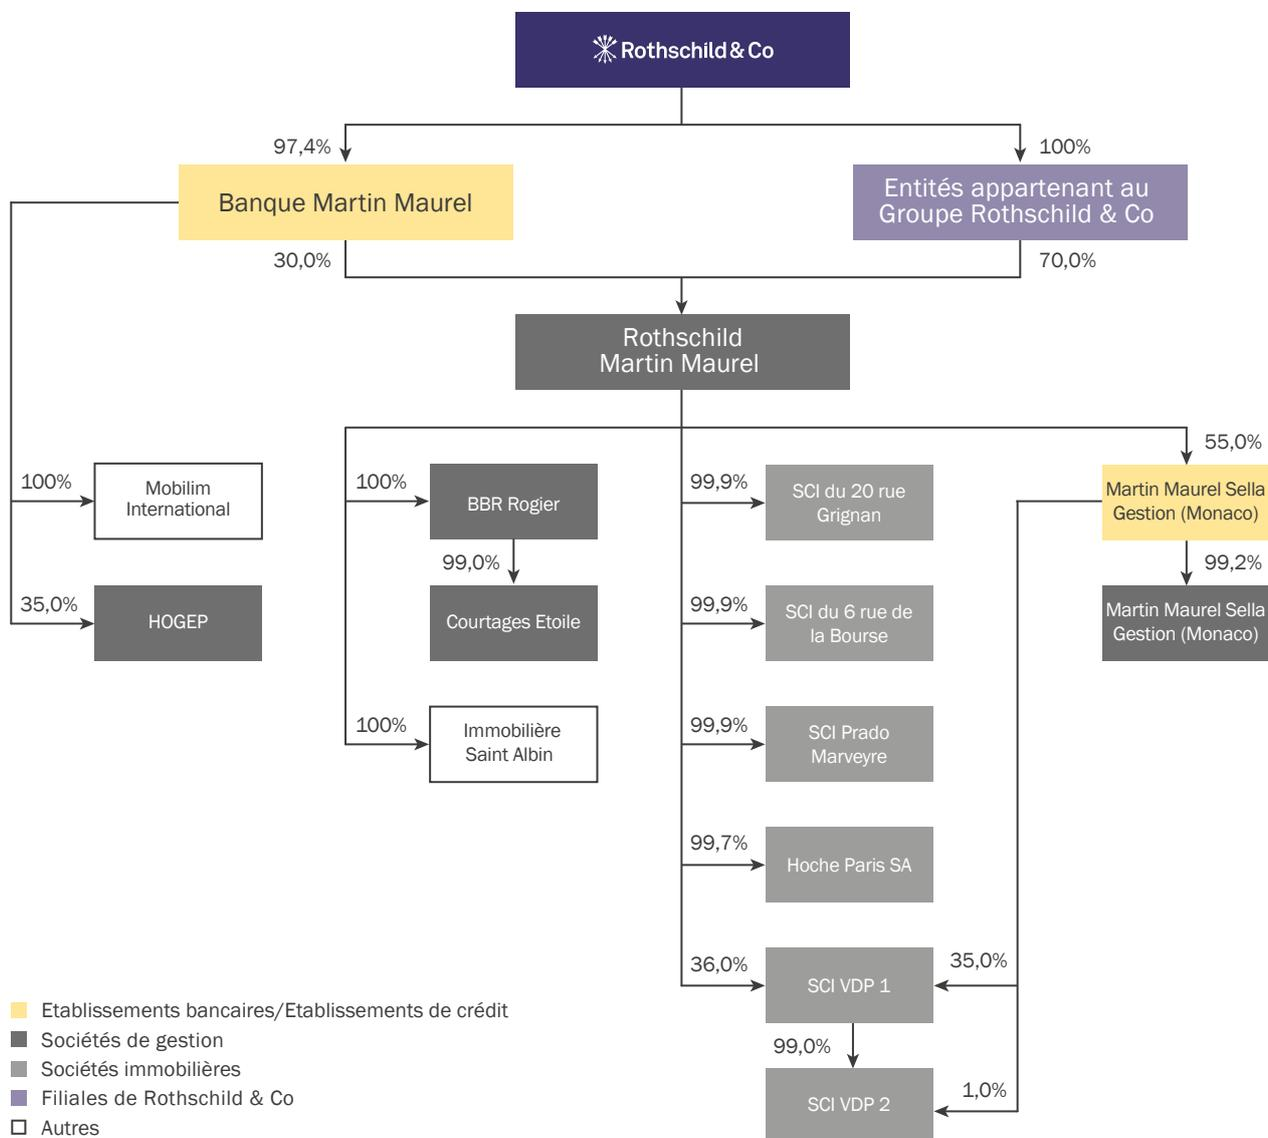 Rothschild & Co
97,4%
100%
Banque Martin Maurel
Entités appartenant au
Groupe Rothschild & Co
30,0%
70,0%
Rothschild
Martin Maurel
55,0%
100%
Mobilim
International
100%
BBR Rogier
99,9%
SCI du 20 rue
Grignan
Martin Maurel Sella
Gestion (Monaco)
99,0%
99,2%
35,0%
HOGEP
Courtages Etoile
99,9%
SCI du 6 rue de
la Bourse
Martin Maurel Sella
Gestion (Monaco)
100%
Immobilière
Saint Albin
99,9%
SCI Prado
Marveyre
99,7%
Hoche Paris SA
36,0%
SCI VDP 1
35,0%
99,0%
SCI VDP 2
1,0%
Etablissements bancaires/Etablissements de crédit
Sociétés de gestion
Sociétés immobilières
Filiales de Rothschild & Co
Autres